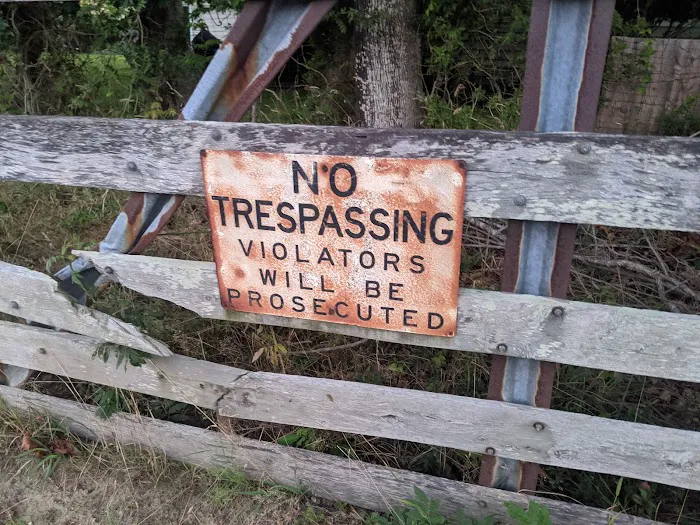 NO
TRESPASSING
VIOLATORS
WILL BE
PROSECUTED